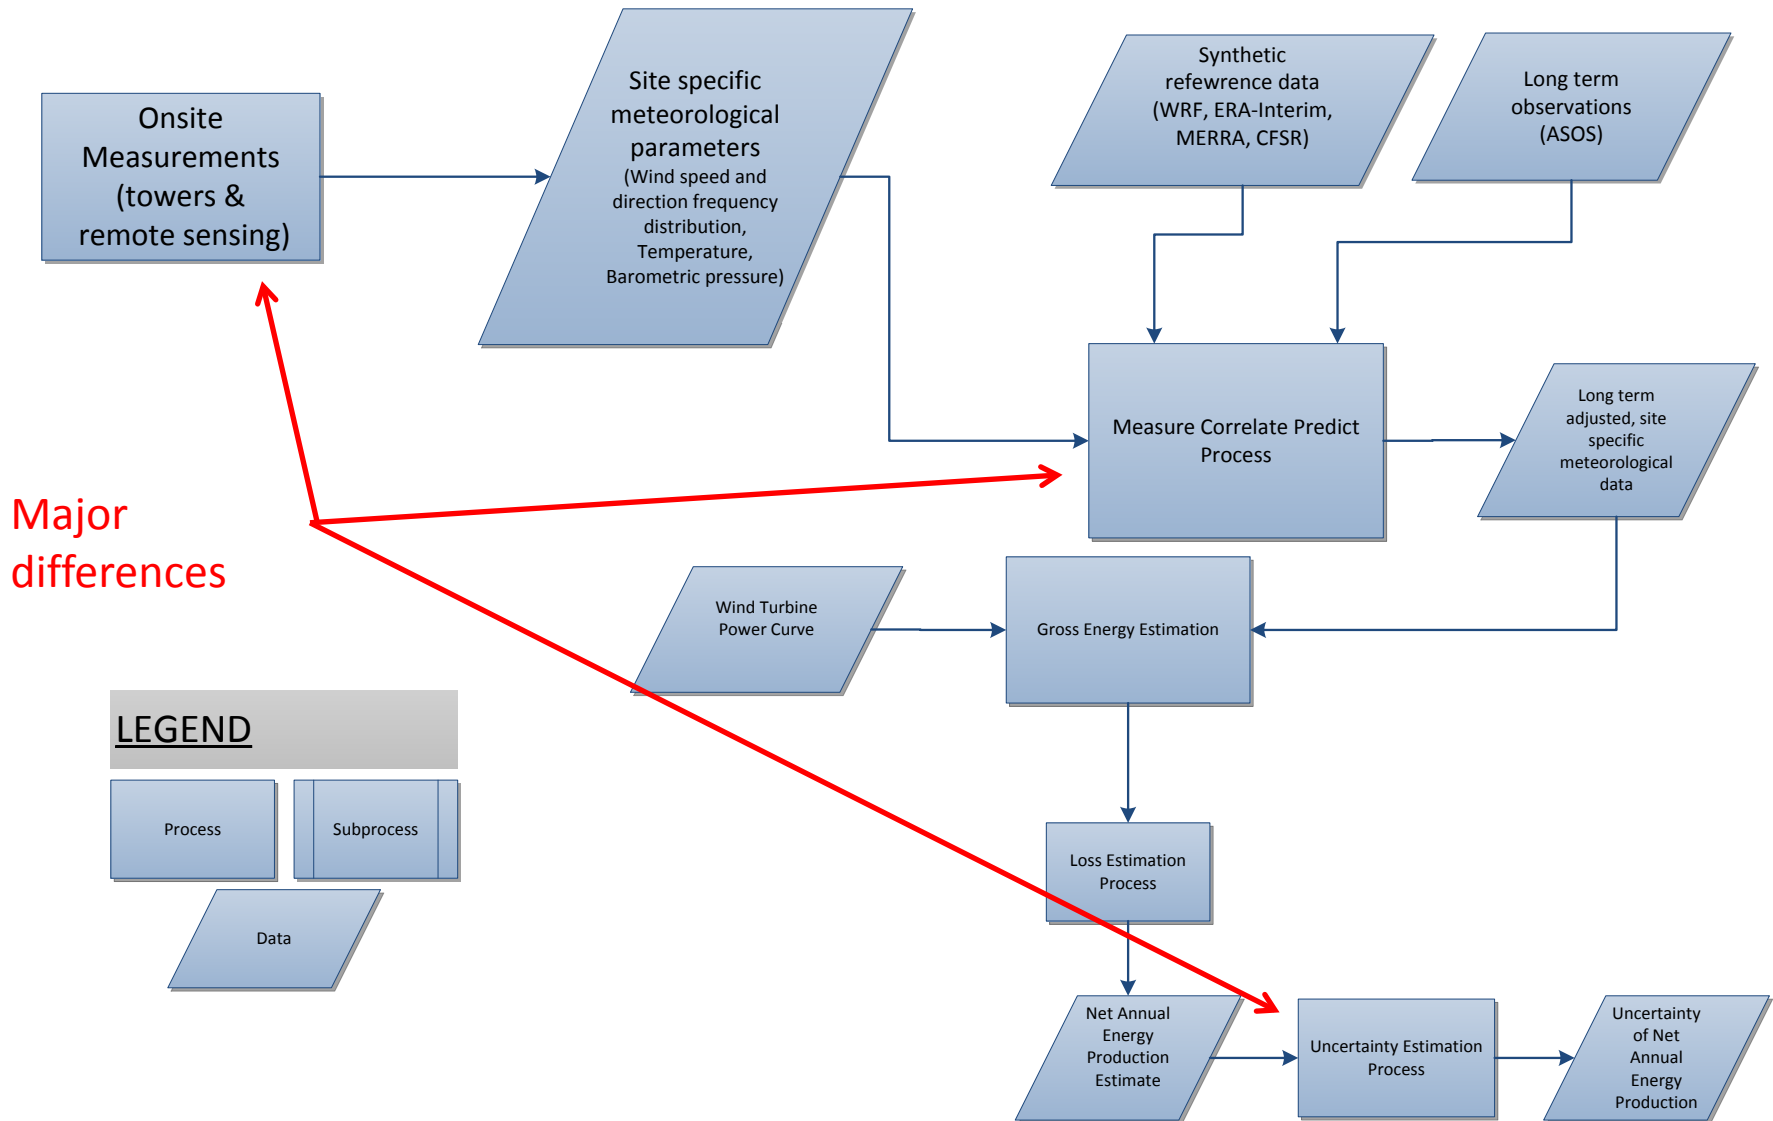 Onsite
Measurements
(towers &
remote sensing)
Site specific
meteorological
parameters
(Wind speed and
direction frequency
distribution,
Temperature,
Barometric pressure)
Synthetic
refewrence data
(WRF, ERA-Interim,
MERRA, CFSR)
Long term
observations
(ASOS)
Measure Correlate Predict
Process
Long term
adjusted, site
specific
meteorological
data
Major
differences
Wind Turbine
Power Curve
Gross Energy Estimation
LEGEND
Process
Subprocess
Data
Loss Estimation
Process
Net Annual
Energy
Production
Estimate
Uncertainty Estimation
Process
Uncertainty
of Net
Annual
Energy
Production